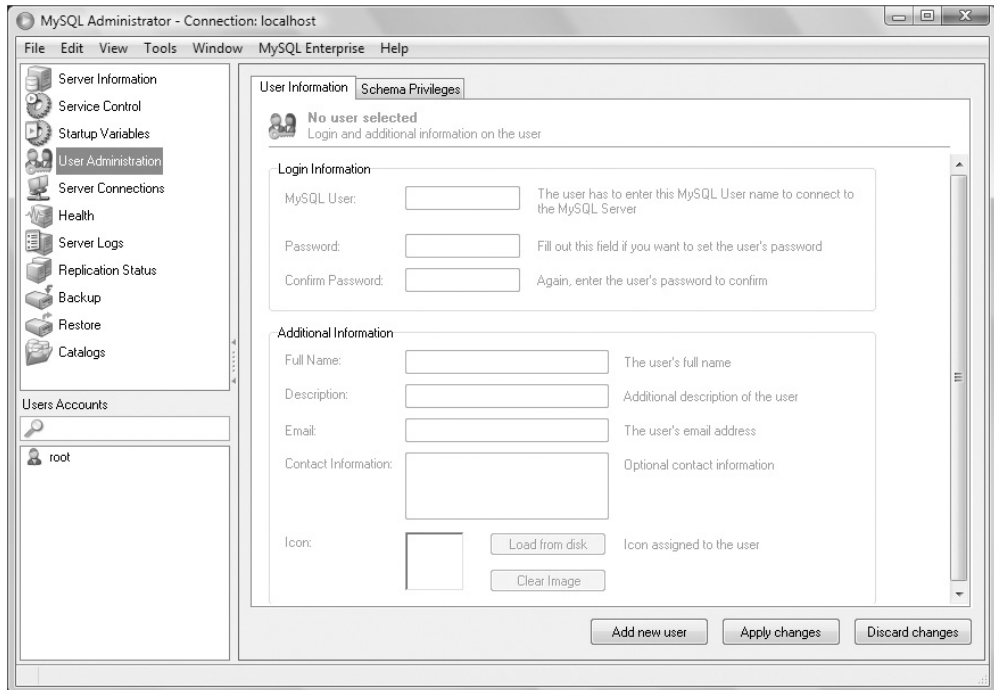 MySQL Administrator - Connection: localhost
File Edit View Tools Window MySQL Enterprise Help
Server Information
Service Control
Startup Variables
User Administration
Server Connections
Health
Server Logs
Replication Status
Backup
Restore
Catalogs
Users Accounts
root
User Information Schema Privileges
No user selected
Login and additional information on the user
Login Information
MySQL User: The user has to enter this MySQL User name to connect to
the MySQL Server
Password: Fill out this field if you want to set the user's password
Confirm Password: Again, enter the user's password to confirm
Additional Information
Full Name: The user's full name
Description: Additional description of the user
Email: The user's email address
Contact Information: Optional contact information
Icon: Load from disk Icon assigned to the user
Clear Image
Add new user Apply changes Discard changes